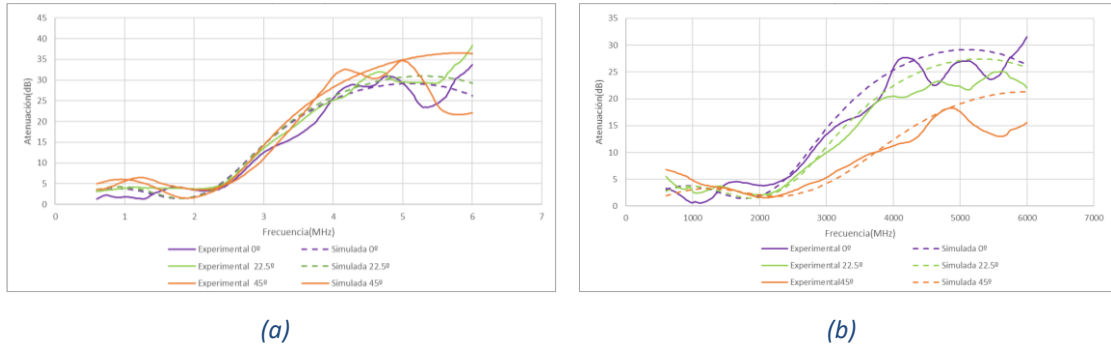 45
40
35
30
25
20
15
10
5
0
0 1 2 3 4 5 6 7
Atenuación(dB)
Frecuencia(MHz)
Experimental 0º Simulada 0º
Experimental 22.5º Simulada 22.5º
Experimental 45º Simulada 45º
(a)
35
30
25
20
15
10
5
0
0 1000 2000 3000 4000 5000 6000 7000
Atenuación(dB)
Frecuencia(MHz)
Experimental 0º Simulada 0º
Experimental 22.5º Simulada 22.5º
Experimental45º Simulada 45º
(b)